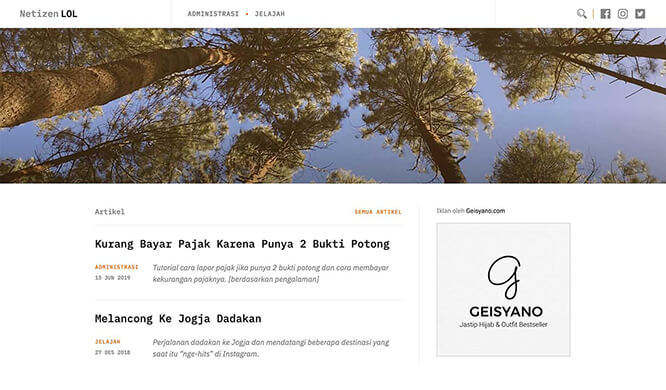 Netizen LOL
ADMINISTRASI • JELAJAH
Artikel
SEMUA ARTIKEL
Kurang Bayar Pajak Karena Punya 2 Bukti Potong
ADMINISTRASI
13 JUN 2019
Tutorial cara lapor pajak jika punya 2 bukti potong dan cara membayar
kekurangan pajaknya. [berdasarkan pengalaman]
Melancong Ke Jogja Dadakan
JELAJAH
27 DES 2018
Perjalanan dadakan ke Jogja dan mendatangi beberapa destinasi yang
saat itu “nge-hits” di Instagram.
Iklan oleh Geisyano.com
G
GEISYANO
Jastip Hijab & Outfit Bestseller